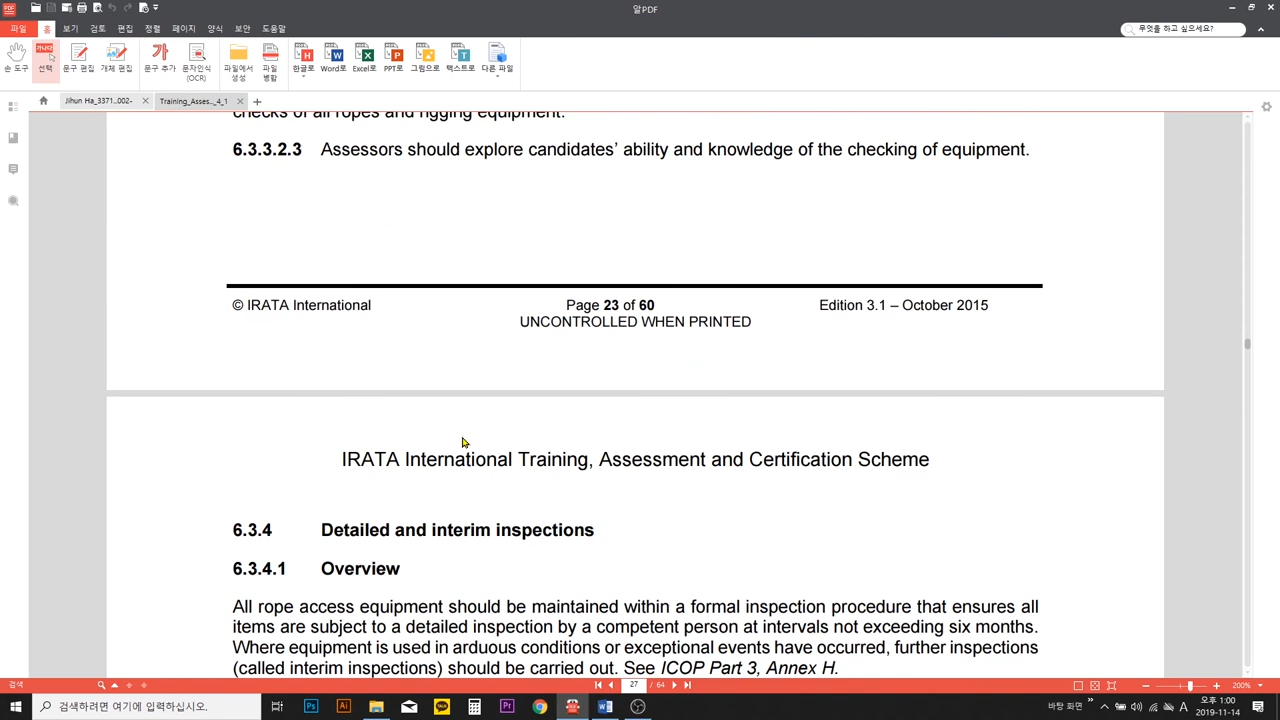 알PDF
파일 홈 보기 검토 편집 정렬 페이지 양식 보안 도움말
무엇을 하고 싶으세요?
손 도구 선택 문구 편집 개체 편집 문구 추가 문자인식 (OCR) 파일에서 생성 파일 병합 한글로 Word로 Excel로 PPT로 그림으로 텍스트로 다른 파일
Jihun Ha_3371_002- Training_Asses..._4_1
checks of all ropes and rigging equipment.
6.3.3.2.3 Assessors should explore candidates' ability and knowledge of the checking of equipment.
© IRATA International Page 23 of 60 Edition 3.1 – October 2015
UNCONTROLLED WHEN PRINTED
IRATA International Training, Assessment and Certification Scheme
6.3.4 Detailed and interim inspections
6.3.4.1 Overview
All rope access equipment should be maintained within a formal inspection procedure that ensures all
items are subject to a detailed inspection by a competent person at intervals not exceeding six months.
Where equipment is used in arduous conditions or exceptional events have occurred, further inspections
(called interim inspections) should be carried out. See ICOP Part 3, Annex H.
검색 27 / 64 200%
검색하려면 여기에 입력하십시오. 바탕 화면 A 오후 1:00
2019-11-14